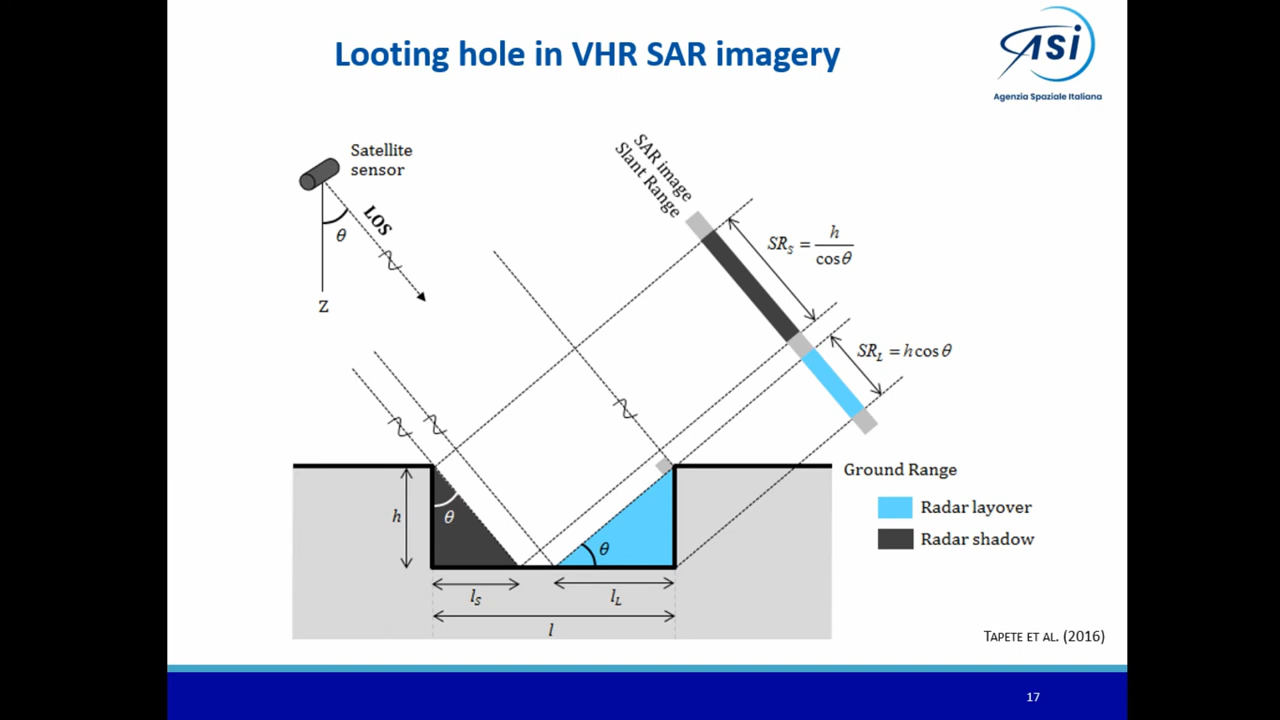 Looting hole in VHR SAR imagery
ASI
Agenzia Spaziale Italiana
Satellite
sensor
LOS
θ
Z
SAR image
Slant Range
SR_S = h / cosθ
SR_L = h cosθ
h
θ
θ
l_S
l_L
l
Ground Range
Radar layover
Radar shadow
TAPETE ET AL. (2016)
17